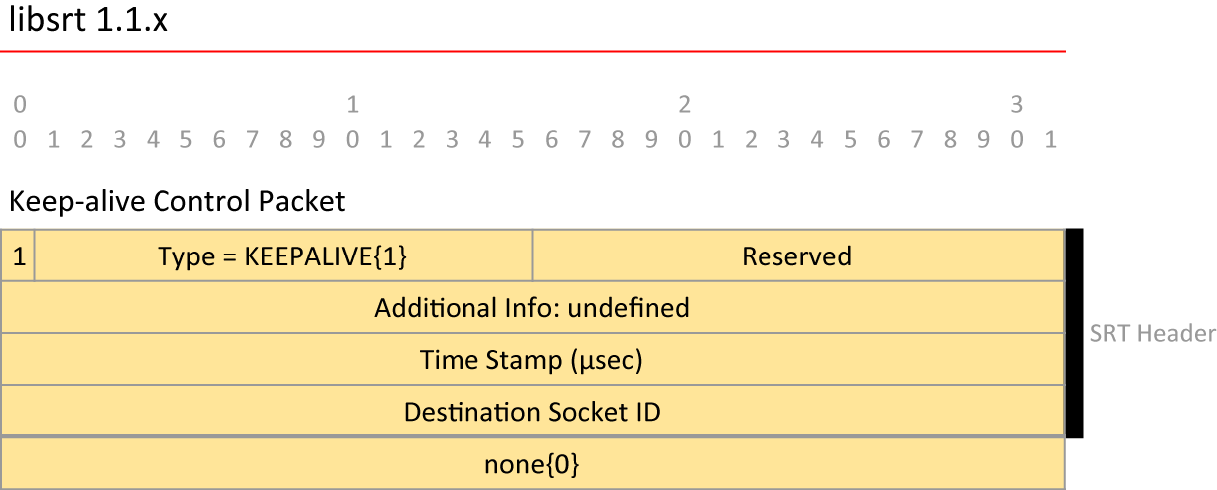 libsrt 1.1.x
0 1 2 3
0 1 2 3 4 5 6 7 8 9 0 1 2 3 4 5 6 7 8 9 0 1 2 3 4 5 6 7 8 9 0 1
Keep-alive Control Packet
1 Type = KEEPALIVE{1} Reserved
Additional Info: undefined
Time Stamp (μsec)
SRT Header
Destination Socket ID
none{0}